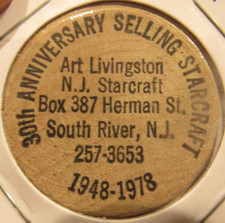 30th ANNIVERSARY SELLING STARCRAFT
Art Livingston
N.J. Starcraft
Box 387 Herman St.
South River, N.J.
257-3653
1948-1978